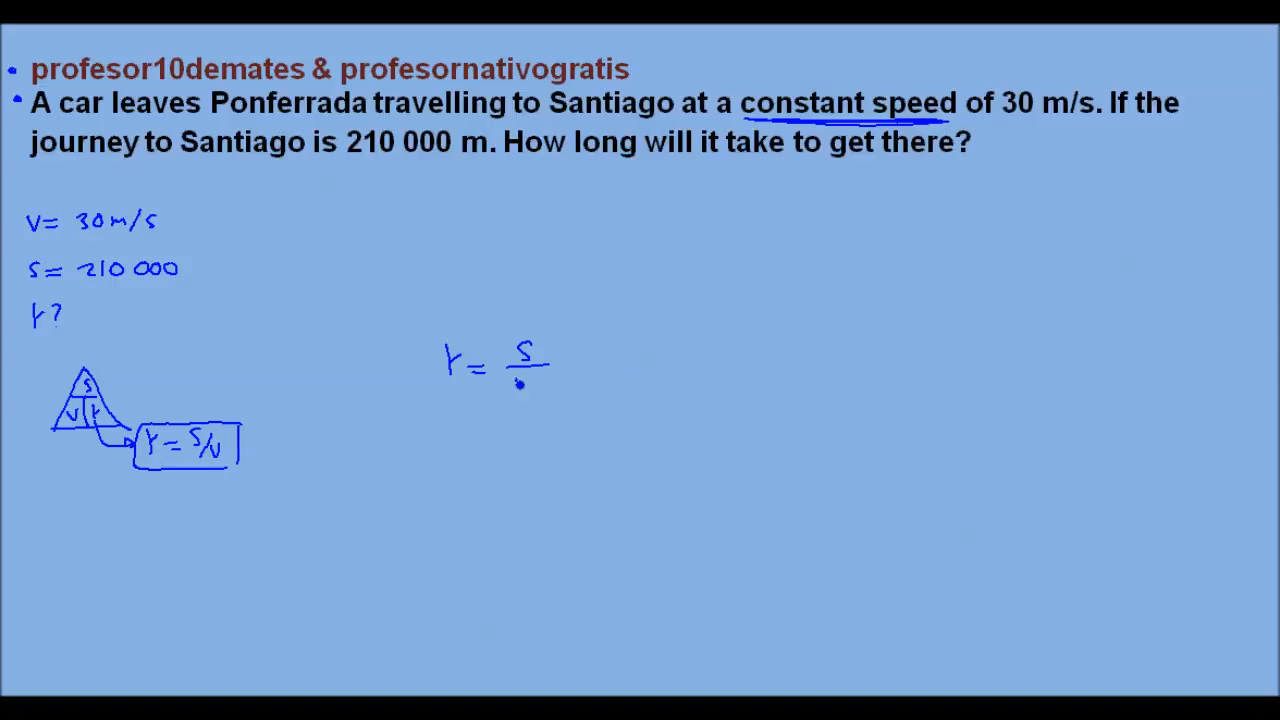 profesor10demates & profesornativogratis
A car leaves Ponferrada travelling to Santiago at a constant speed of 30 m/s. If the
journey to Santiago is 210 000 m. How long will it take to get there?
v= 30m/s
s= 210 000
t?
s
v t
t = s/v
t = s